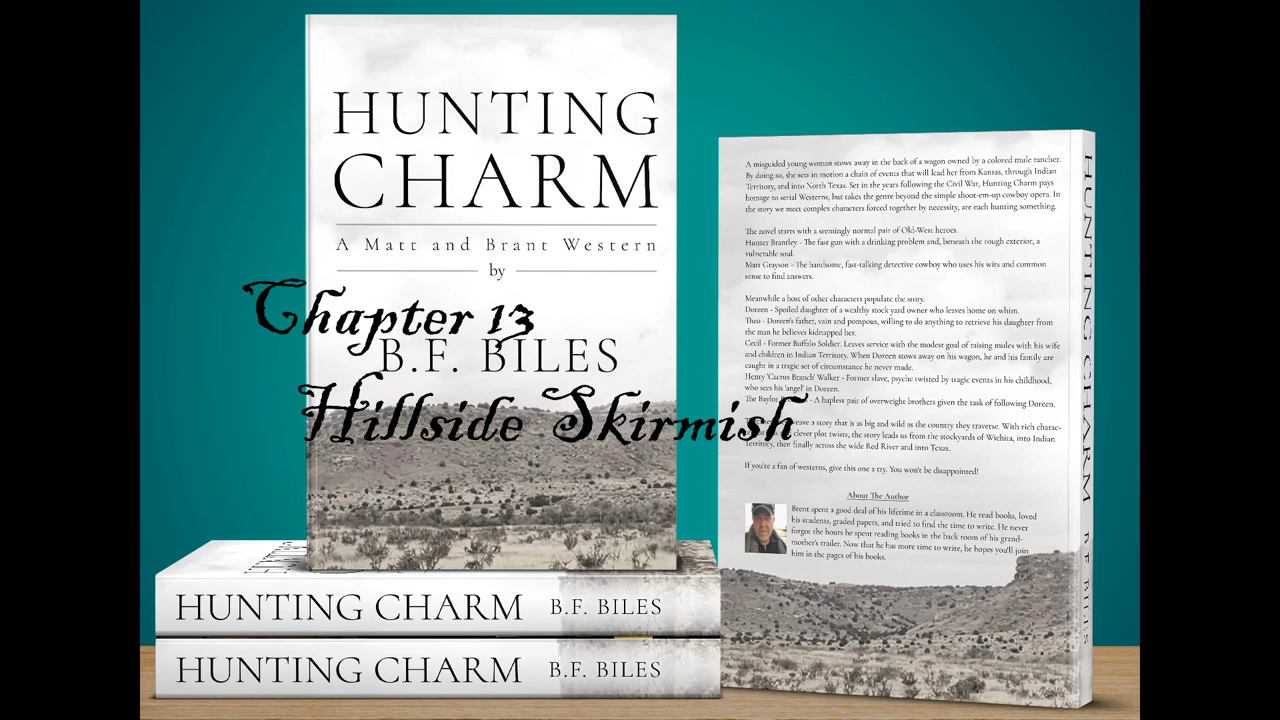 HUNTING
CHARM
A Matt and Brant Western
by
Chapter 13
B.F. BILES
Hillside Skirmish
HUNTING CHARM B.F. BILES
HUNTING CHARM B.F. BILES
A misguided young woman stows away in the back of a wagon owned by a colored mule rancher.
By doing so, she sets in motion a chain of events that will lead her from Kansas, through Indian
Territory, and into North Texas. Set in the years following the Civil War, Hunting Charm pays
homage to serial Westerns, but takes the genre beyond the simple shoot-em-up cowboy opera. In
the story we meet complex characters forced together by necessity, are each hunting something.
The novel starts with a seemingly normal pair of Old-West heroes.
Hunter Brantley - The fast gun with a drinking problem and, beneath the rough exterior, a
vulnerable soul.
Matt Grayson - The handsome, fast-talking detective cowboy who uses his wits and common
sense to find answers.
Meanwhile a host of other characters populate the story.
Doreen - Spoiled daughter of a wealthy stock yard owner who leaves home on whim.
Theo - Doreen's father, vain and pompous, willing to do anything to retrieve his daughter from
the man he believes kidnapped her.
Cecil - Former Buffalo Soldier. Leaves service with the modest goal of raising mules with his wife
and children in Indian Territory. When Doreen stows away on his wagon, he and his family are
caught in a tragic set of circumstance he never made.
Henry 'Cactus Branch' Walker - Former slave, psyche twisted by tragic events in his childhood,
who sees his 'angel' in Doreen.
The Baylor - A hapless pair of overweight brothers given the task of following Doreen.
a story that is as big and wild as the country they traverse. With rich charac-
clever plot twists, the story leads us from the stockyards of Wichita, into Indian
Territory, then finally across the wide Red River and into Texas.
If you're a fan of westerns, give this one a try. You won't be disappointed!
About The Author
Brent spent a good deal of his lifetime in a classroom. He read books, loved
his students, graded papers, and tried to find the time to write. He never
forgot the hours he spent reading books in the back room of his grand-
mother's trailer. Now that he has more time to write, he hopes you'll join
him in the pages of his books.
HUNTING CHARM B.F. BILES